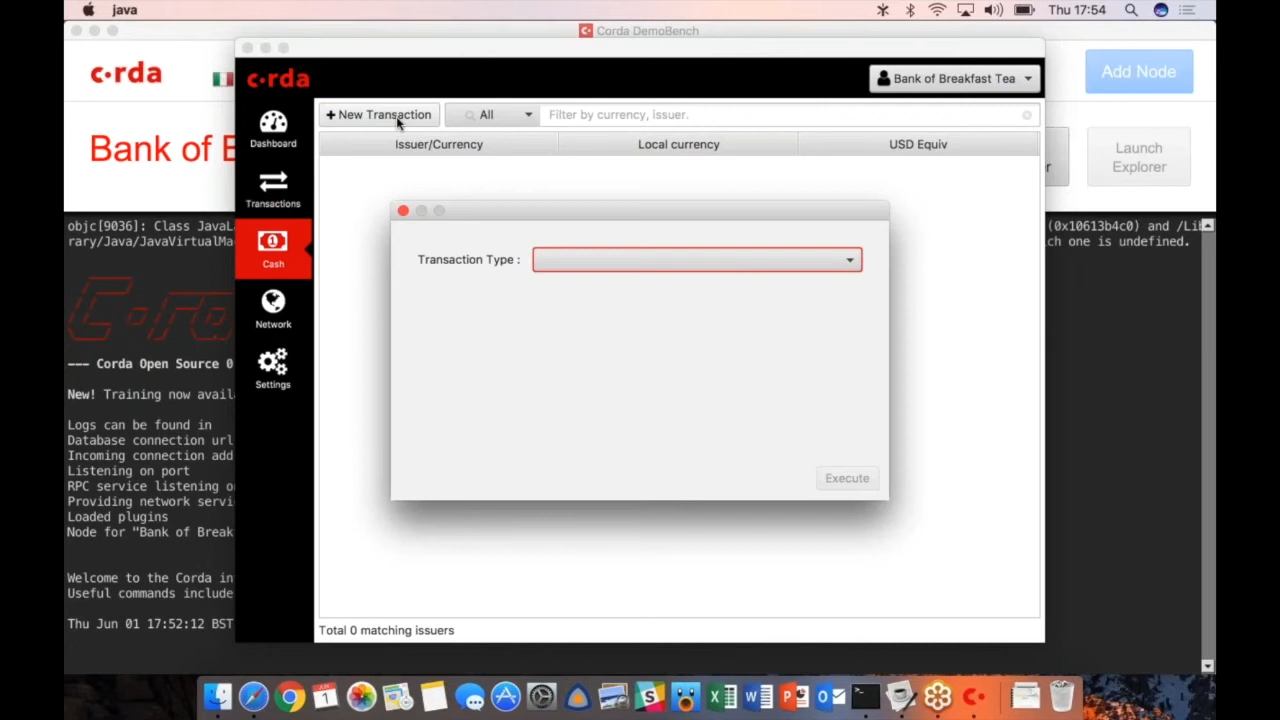 java
Thu 17:54
Corda DemoBench
c·rda
Add Node
Bank of B
Launch
Explorer
c·rda
Bank of Breakfast Tea
New Transaction
All
Filter by currency, issuer.
Issuer/Currency
Local currency
USD Equiv
Dashboard
Transactions
Cash
Network
Settings
Transaction Type :
Execute
Total 0 matching issuers
objc[9036]: Class JavaL
(0x10613b4c0) and /Lib
rary/Java/JavaVirtualMa
ch one is undefined.
--- Corda Open Source 0
New! Training now avail
Logs can be found in
Database connection url
Incoming connection add
Listening on port
RPC service listening o
Providing network servi
Loaded plugins
Node for "Bank of Break
Welcome to the Corda in
Useful commands include
Thu Jun 01 17:52:12 BST